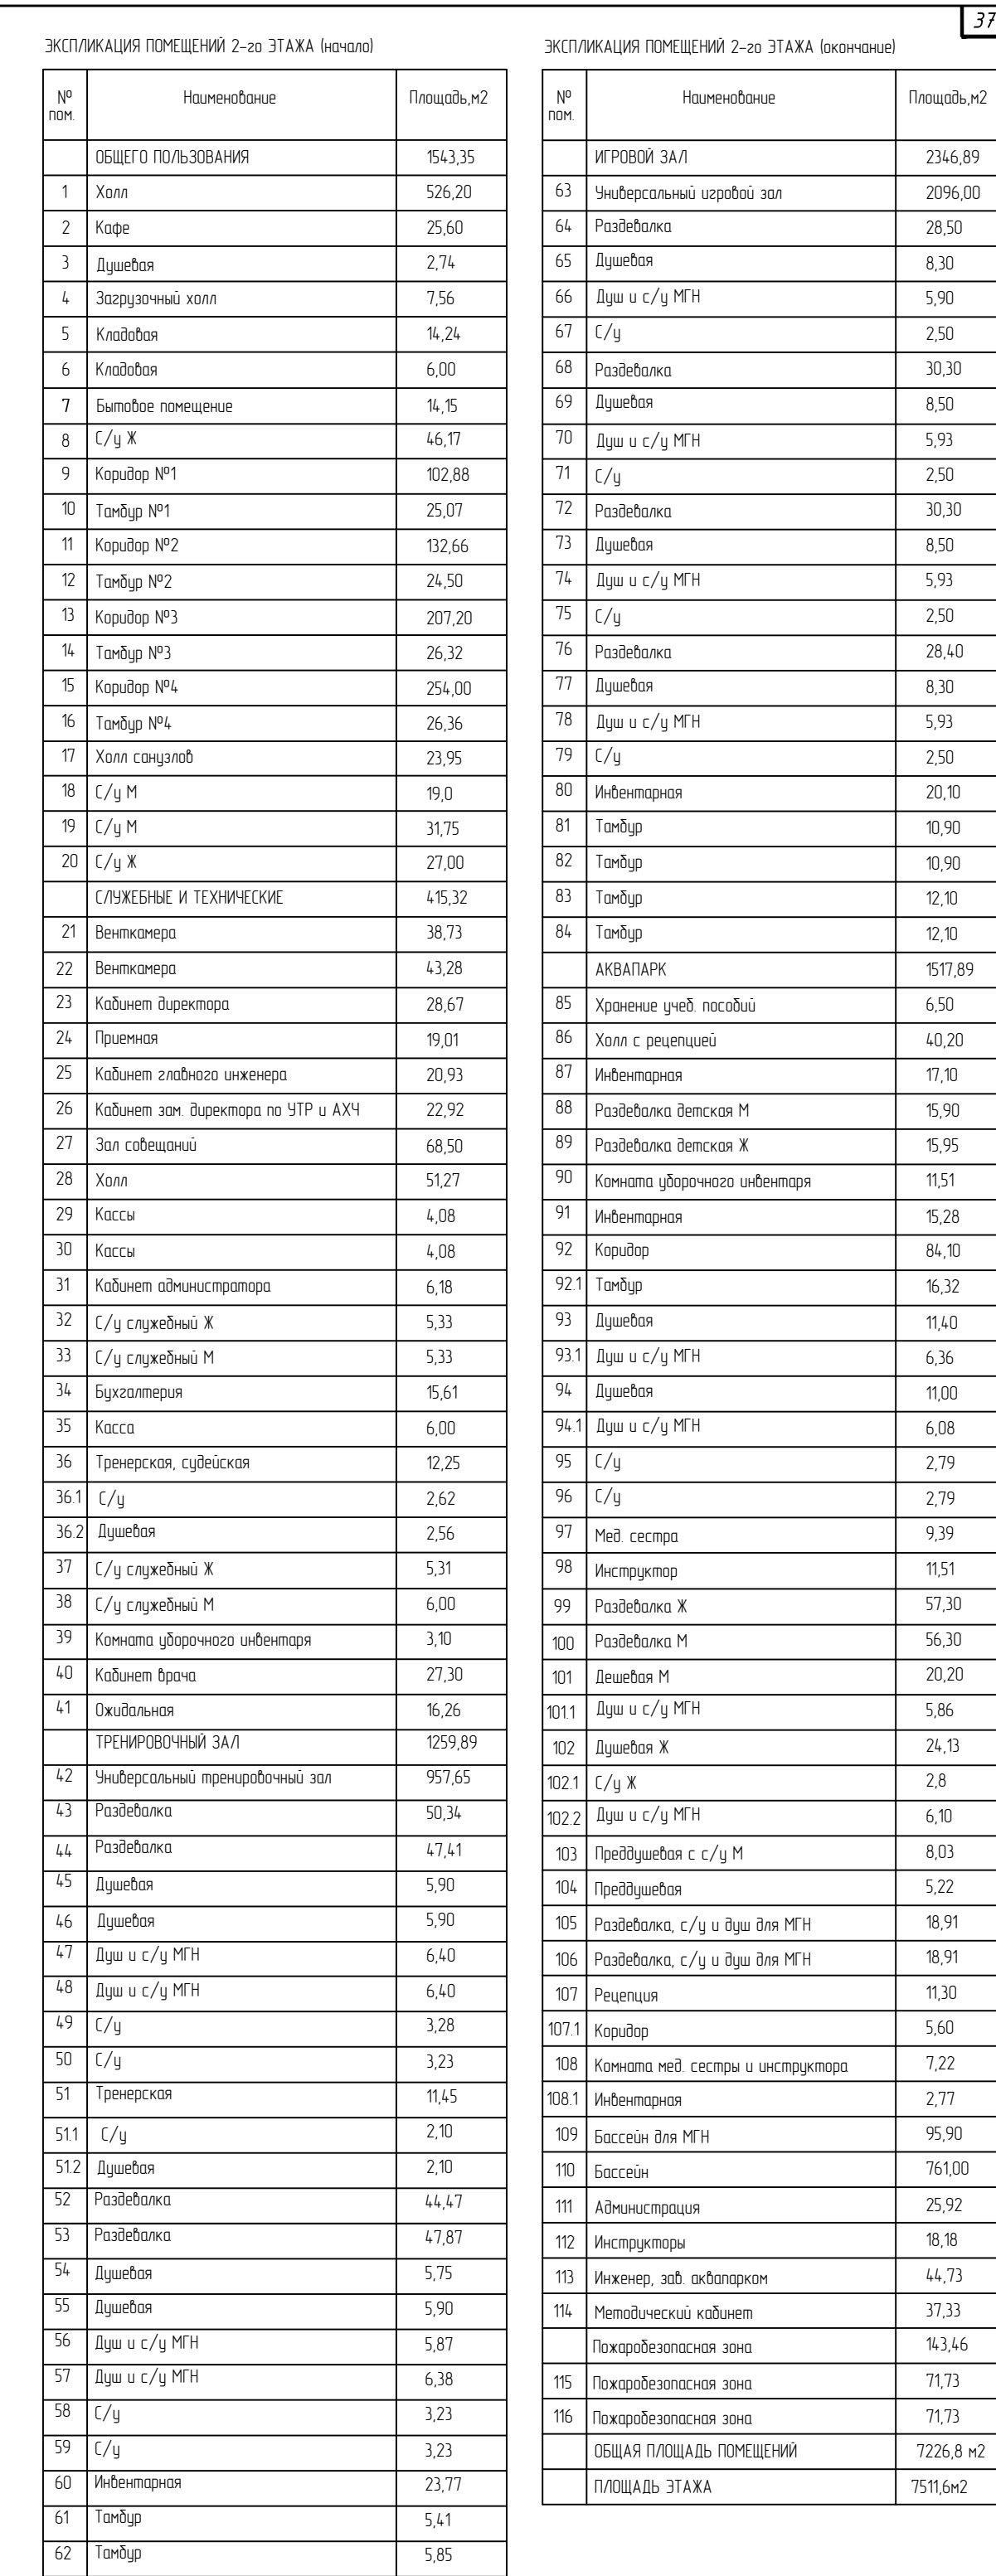 37
ЭКСПЛИКАЦИЯ ПОМЕЩЕНИЙ 2-го ЭТАЖА (начало)
№ пом. Наименование Площадь,м2
ОБЩЕГО ПОЛЬЗОВАНИЯ 1543,35
1 Холл 526,20
2 Кафе 25,60
3 Душевая 2,74
4 Загрузочный холл 7,56
5 Кладовая 14,24
6 Кладовая 6,00
7 Бытовое помещение 14,15
8 С/у Ж 46,17
9 Коридор №1 102,88
10 Тамбур №1 25,07
11 Коридор №2 132,66
12 Тамбур №2 24,50
13 Коридор №3 207,20
14 Тамбур №3 26,32
15 Коридор №4 254,00
16 Тамбур №4 26,36
17 Холл санузлов 23,95
18 С/у М 19,0
19 С/у М 31,75
20 С/у Ж 27,00
СЛУЖЕБНЫЕ И ТЕХНИЧЕСКИЕ 415,32
21 Венткамера 38,73
22 Венткамера 43,28
23 Кабинет директора 28,67
24 Приемная 19,01
25 Кабинет главного инженера 20,93
26 Кабинет зам. директора по УТР и АХЧ 22,92
27 Зал совещаний 68,50
28 Холл 51,27
29 Кассы 4,08
30 Кассы 4,08
31 Кабинет администратора 6,18
32 С/у служебный Ж 5,33
33 С/у служебный М 5,33
34 Бухгалтерия 15,61
35 Касса 6,00
36 Тренерская, судейская 12,25
36.1 С/у 2,62
36.2 Душевая 2,56
37 С/у служебный Ж 5,31
38 С/у служебный М 6,00
39 Комната уборочного инвентаря 3,10
40 Кабинет врача 27,30
41 Ожидальная 16,26
ТРЕНИРОВОЧНЫЙ ЗАЛ 1259,89
42 Универсальный тренировочный зал 957,65
43 Раздевалка 50,34
44 Раздевалка 47,41
45 Душевая 5,90
46 Душевая 5,90
47 Душ и с/у МГН 6,40
48 Душ и с/у МГН 6,40
49 С/у 3,28
50 С/у 3,23
51 Тренерская 11,45
51.1 С/у 2,10
51.2 Душевая 2,10
52 Раздевалка 44,47
53 Раздевалка 47,87
54 Душевая 5,75
55 Душевая 5,90
56 Душ и с/у МГН 5,87
57 Душ и с/у МГН 6,38
58 С/у 3,23
59 С/у 3,23
60 Инвентарная 23,77
61 Тамбур 5,41
62 Тамбур 5,85
ЭКСПЛИКАЦИЯ ПОМЕЩЕНИЙ 2-го ЭТАЖА (окончание)
№ пом. Наименование Площадь,м2
ИГРОВОЙ ЗАЛ 2346,89
63 Универсальный игровой зал 2096,00
64 Раздевалка 28,50
65 Душевая 8,30
66 Душ и с/у МГН 5,90
67 С/у 2,50
68 Раздевалка 30,30
69 Душевая 8,50
70 Душ и с/у МГН 5,93
71 С/у 2,50
72 Раздевалка 30,30
73 Душевая 8,50
74 Душ и с/у МГН 5,93
75 С/у 2,50
76 Раздевалка 28,40
77 Душевая 8,30
78 Душ и с/у МГН 5,93
79 С/у 2,50
80 Инвентарная 20,10
81 Тамбур 10,90
82 Тамбур 10,90
83 Тамбур 12,10
84 Тамбур 12,10
АКВАПАРК 1517,89
85 Хранение учеб. пособий 6,50
86 Холл с рецепцией 40,20
87 Инвентарная 17,10
88 Раздевалка детская М 15,90
89 Раздевалка детская Ж 15,95
90 Комната уборочного инвентаря 11,51
91 Инвентарная 15,28
92 Коридор 84,10
92.1 Тамбур 16,32
93 Душевая 11,40
93.1 Душ и с/у МГН 6,36
94 Душевая 11,00
94.1 Душ и с/у МГН 6,08
95 С/у 2,79
96 С/у 2,79
97 Мед. сестра 9,39
98 Инструктор 11,51
99 Раздевалка Ж 57,30
100 Раздевалка М 56,30
101 Дешевая М 20,20
101.1 Душ и с/у МГН 5,86
102 Душевая Ж 24,13
102.1 С/у Ж 2,8
102.2 Душ и с/у МГН 6,10
103 Преддушевая с с/у М 8,03
104 Преддушевая 5,22
105 Раздевалка, с/у и душ для МГН 18,91
106 Раздевалка, с/у и душ для МГН 18,91
107 Рецепция 11,30
107.1 Коридор 5,60
108 Комната мед. сестры и инструктора 7,22
108.1 Инвентарная 2,77
109 Бассейн для МГН 95,90
110 Бассейн 761,00
111 Администрация 25,92
112 Инструкторы 18,18
113 Инженер, зав. аквапарком 44,73
114 Методический кабинет 37,33
Пожаробезопасная зона 143,46
115 Пожаробезопасная зона 71,73
116 Пожаробезопасная зона 71,73
ОБЩАЯ ПЛОЩАДЬ ПОМЕЩЕНИЙ 7226,8 м2
ПЛОЩАДЬ ЭТАЖА 7511,6м2